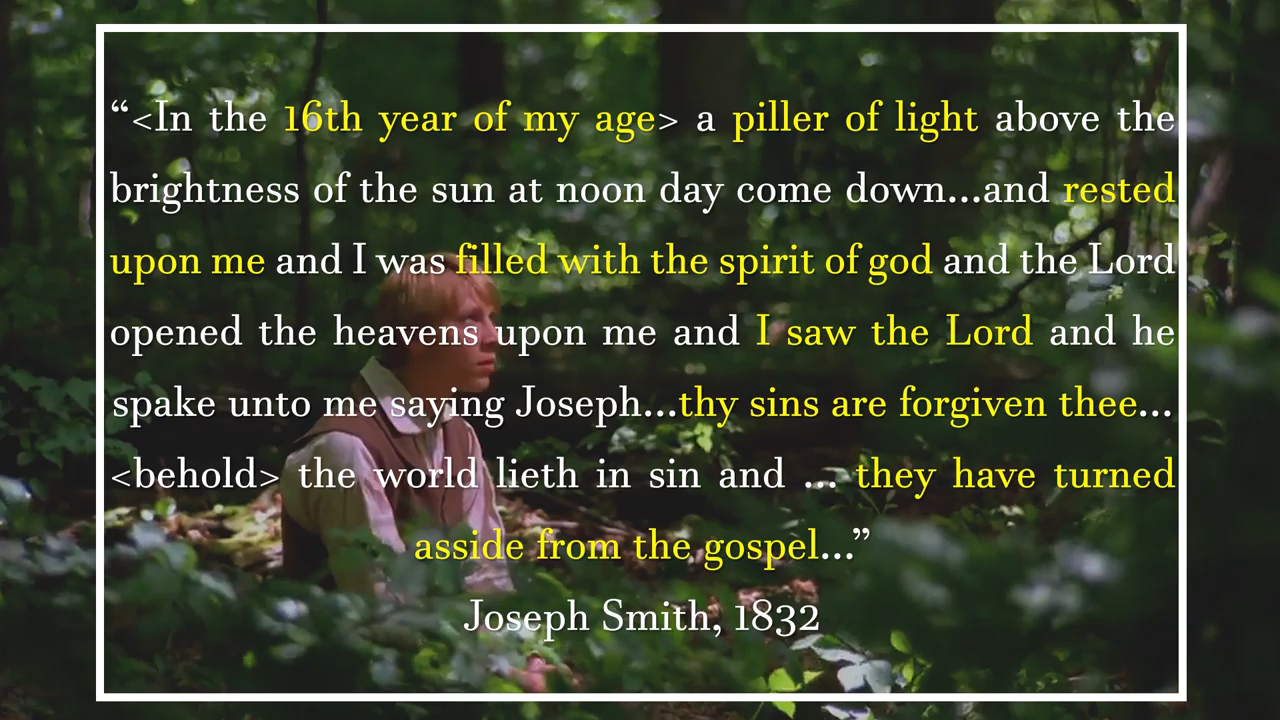 “<In the 16th year of my age> a piller of light above the
brightness of the sun at noon day come down...and rested
upon me and I was filled with the spirit of god and the Lord
opened the heavens upon me and I saw the Lord and he
spake unto me saying Joseph...thy sins are forgiven thee...
<behold> the world lieth in sin and ... they have turned
asside from the gospel...”
Joseph Smith, 1832